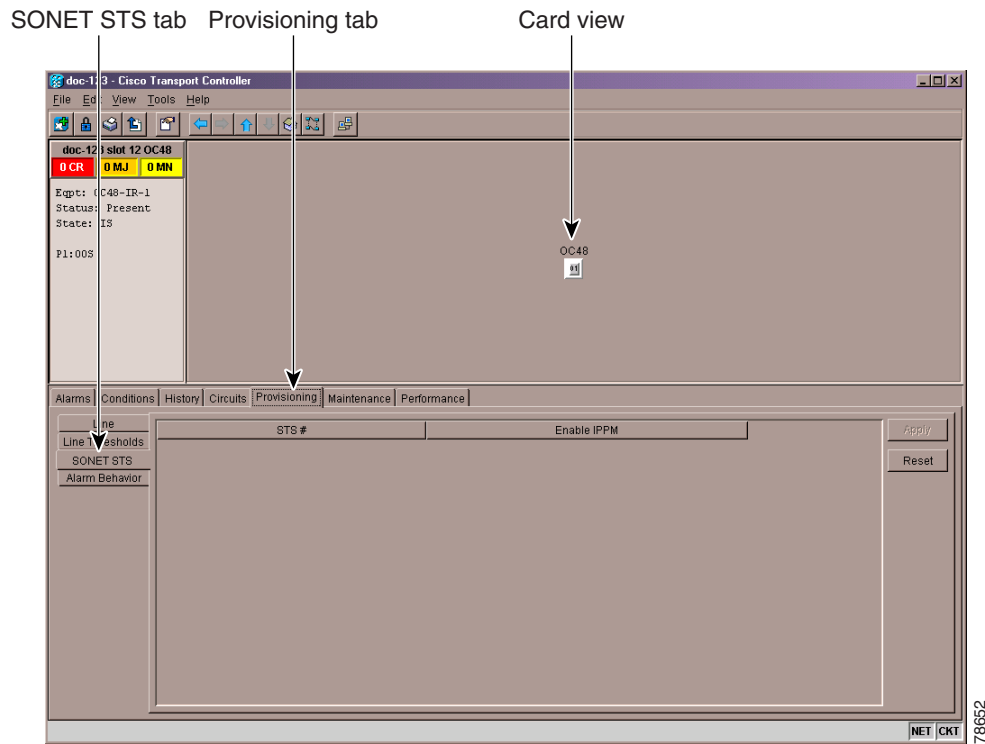 SONET STS tab Provisioning tab Card view
doc-123 - Cisco Transport Controller
File Edit View Tools Help
doc-123 slot 12 OC48
0 CR 0 MJ 0 MN
Eqpt: OC48-IR-1
Status: Present
State: IS
P1:OOS
OC48
01
Alarms Conditions History Circuits Provisioning Maintenance Performance
Line
Line Thresholds
SONET STS
Alarm Behavior
STS # Enable IPPM
Apply
Reset
NET CKT
78652